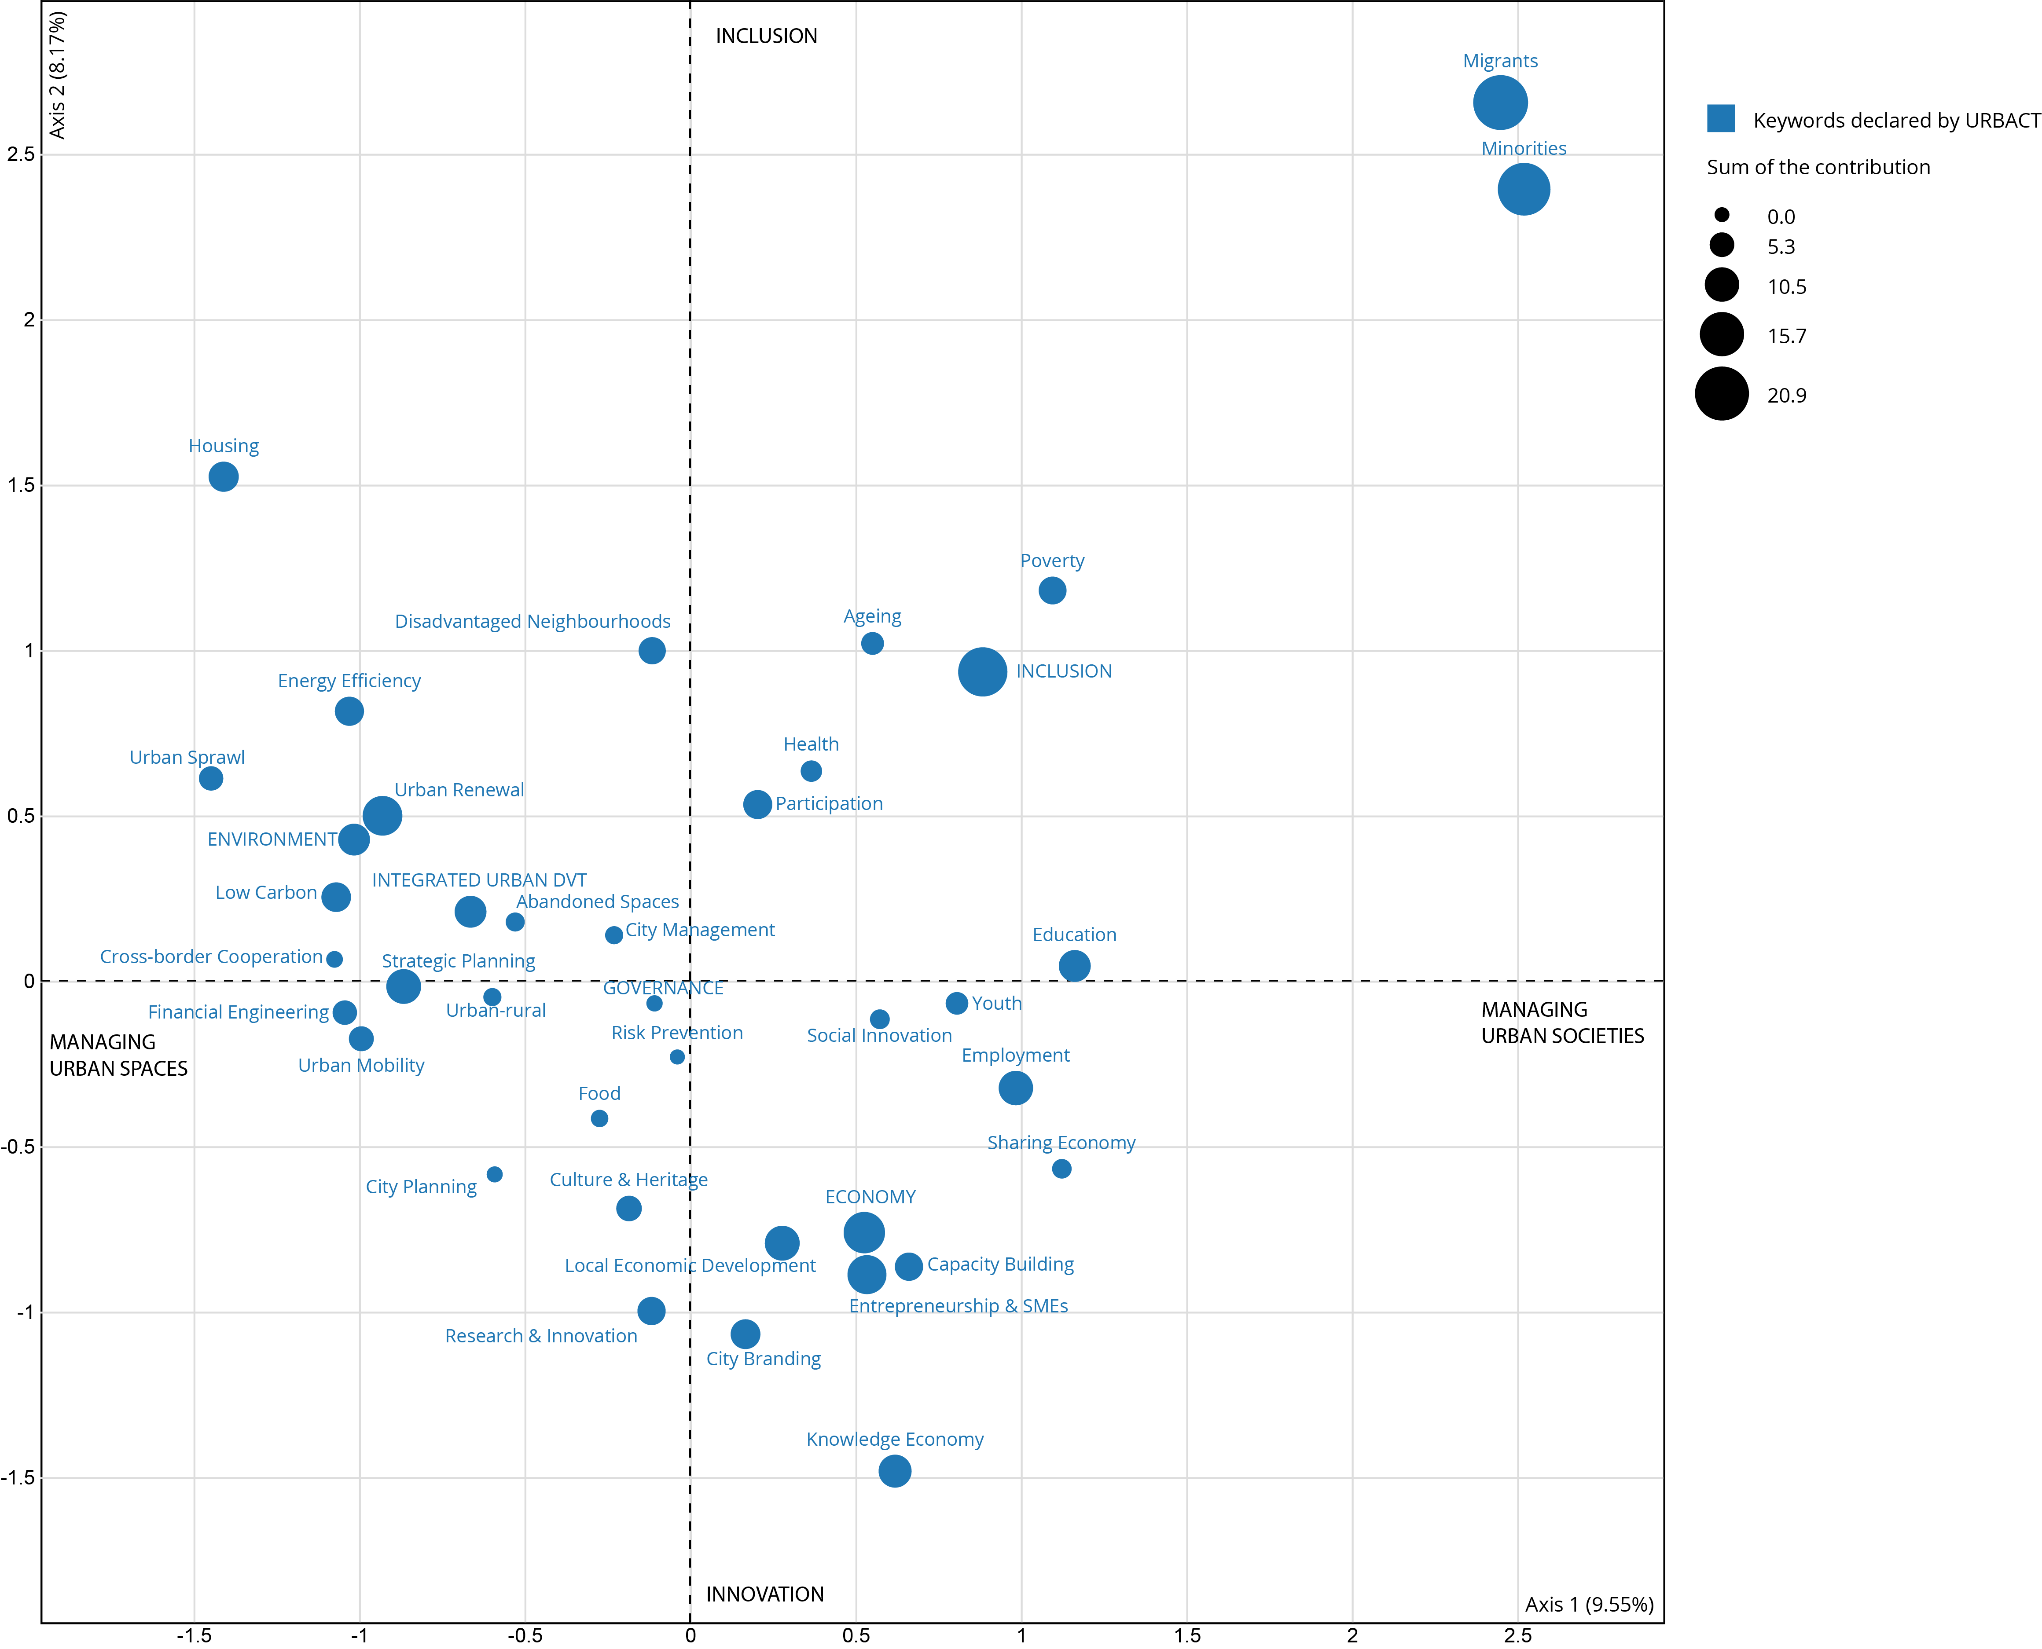 Axis 2 (8.17%)
INCLUSION
Migrants
Minorities
Keywords declared by URBACT
Sum of the contribution
0.0
5.3
10.5
15.7
20.9
2.5
2
1.5
1
0.5
0
-0.5
-1
-1.5
Housing
Poverty
Ageing
Disadvantaged Neighbourhoods
INCLUSION
Energy Efficiency
Health
Urban Sprawl
Urban Renewal
Participation
ENVIRONMENT
INTEGRATED URBAN DVT
Low Carbon
Abandoned Spaces
City Management
Education
Cross-border Cooperation
Strategic Planning
GOVERNANCE
Youth
Financial Engineering
Urban-rural
MANAGING
URBAN SOCIETIES
Risk Prevention
Social Innovation
MANAGING
URBAN SPACES
Employment
Urban Mobility
Food
Sharing Economy
Culture & Heritage
City Planning
ECONOMY
Local Economic Development
Capacity Building
Entrepreneurship & SMEs
Research & Innovation
City Branding
Knowledge Economy
INNOVATION
Axis 1 (9.55%)
-1.5
-1
-0.5
0
0.5
1
1.5
2
2.5